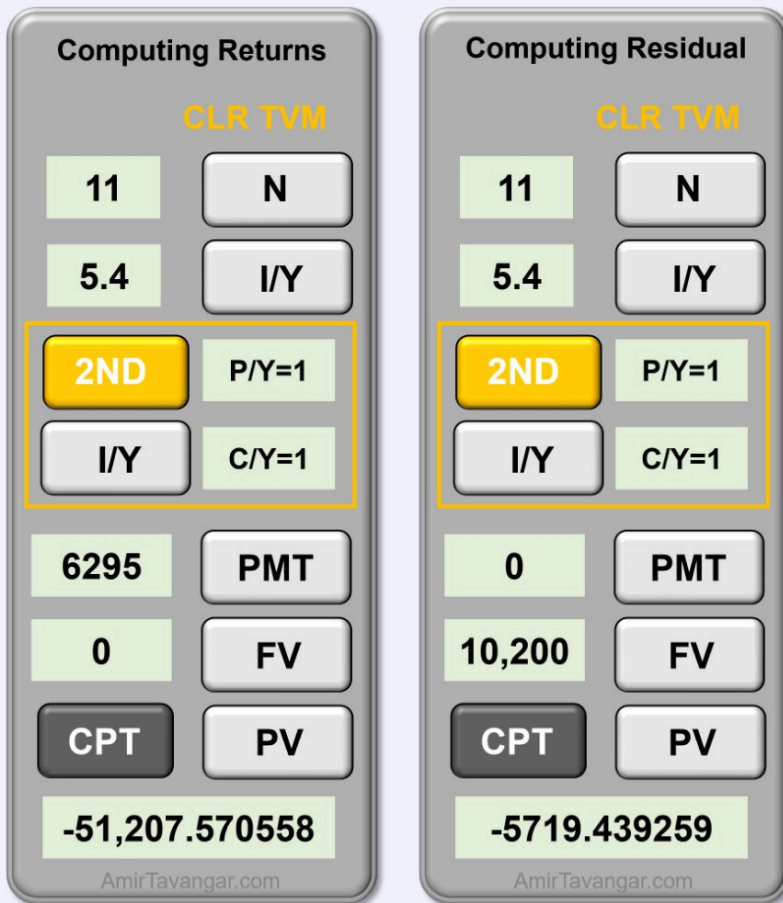 Computing Returns
CLR TVM
11 N
5.4 I/Y
2ND P/Y=1
I/Y C/Y=1
6295 PMT
0 FV
CPT PV
-51,207.570558
AmirTavangar.com
Computing Residual
CLR TVM
11 N
5.4 I/Y
2ND P/Y=1
I/Y C/Y=1
0 PMT
10,200 FV
CPT PV
-5719.439259
AmirTavangar.com